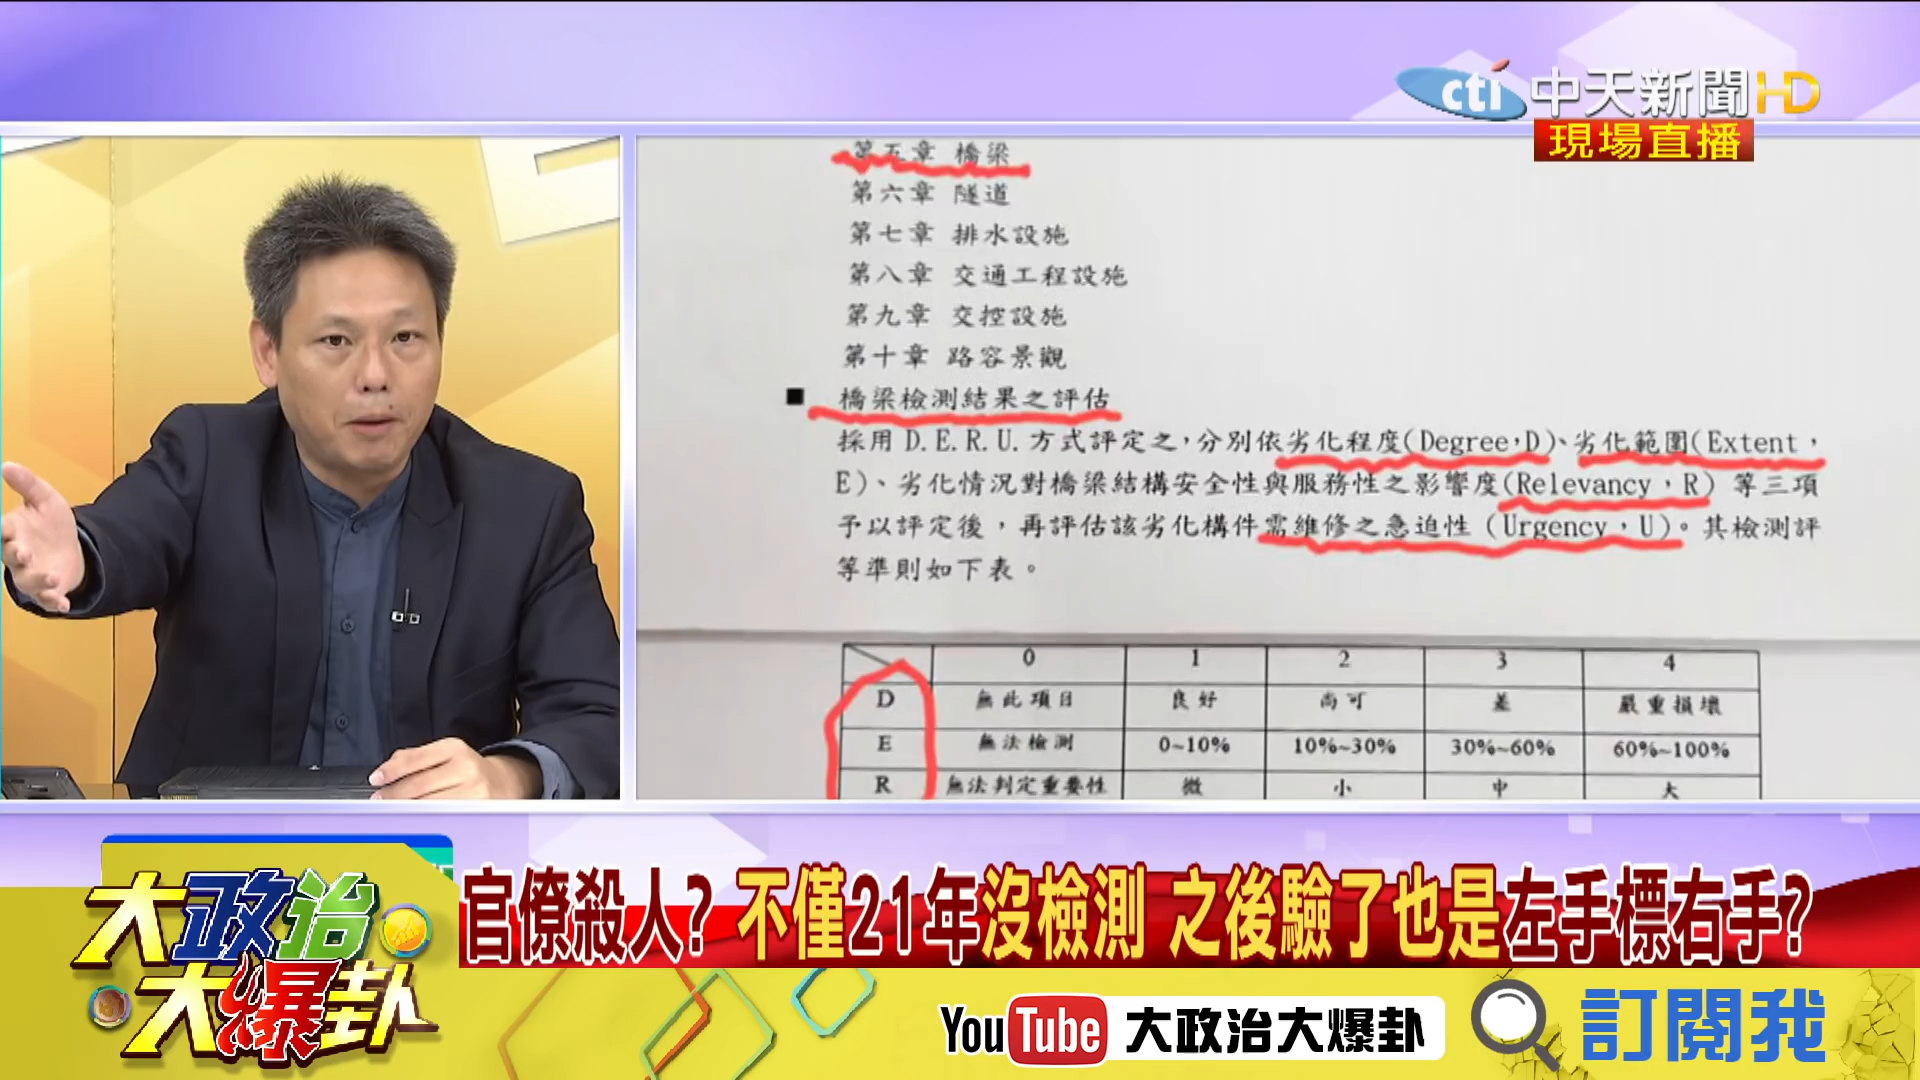 cti 中天新聞HD
現場直播
第五章 橋梁
第六章 隧道
第七章 排水設施
第八章 交通工程設施
第九章 交控設施
第十章 路容景觀
■ 橋梁檢測結果之評估
採用 D.E.R.U.方式評定之,分別依劣化程度(Degree,D)、劣化範圍(Extent,
E)、劣化情況對橋梁結構安全性與服務性之影響度(Relevancy,R) 等三項
予以評定後,再評估該劣化構件需維修之急迫性 (Urgency,U)。其檢測評
等準則如下表。
0 1 2 3 4
D 無此項目 良好 尚可 差 嚴重損壞
E 無法檢測 0~10% 10%~30% 30%~60% 60%~100%
R 無法判定重要性 微 小 中 大
大政治
大爆卦
官僚殺人? 不僅21年沒檢測 之後驗了也是左手標右手?
YouTube 大政治大爆卦
訂閱我